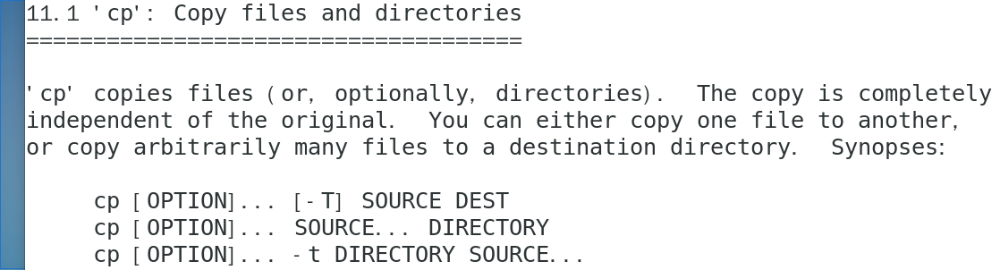 11.1 'cp': Copy files and directories
=====================================
'cp' copies files (or, optionally, directories).  The copy is completely
independent of the original.  You can either copy one file to another,
or copy arbitrarily many files to a destination directory.  Synopses:
cp [OPTION]... [-T] SOURCE DEST
cp [OPTION]... SOURCE... DIRECTORY
cp [OPTION]... -t DIRECTORY SOURCE...